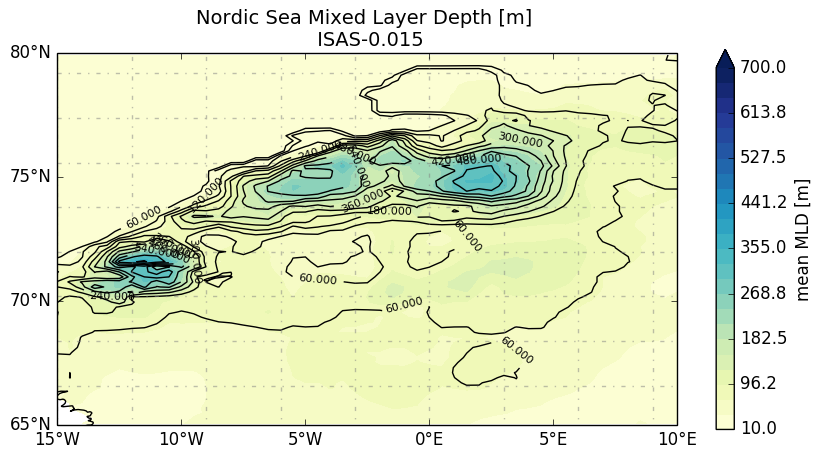 Nordic Sea Mixed Layer Depth [m]
ISAS-0.015
80°N
75°N
70°N
65°N
15°W
10°W
5°W
0°E
5°E
10°E
300.000
240.000
420.000
480.000
360.000
180.000
60.000
60.000
540.000
240.000
60.000
60.000
60.000
700.0
613.8
527.5
441.2
355.0
268.8
182.5
96.2
10.0
mean MLD [m]